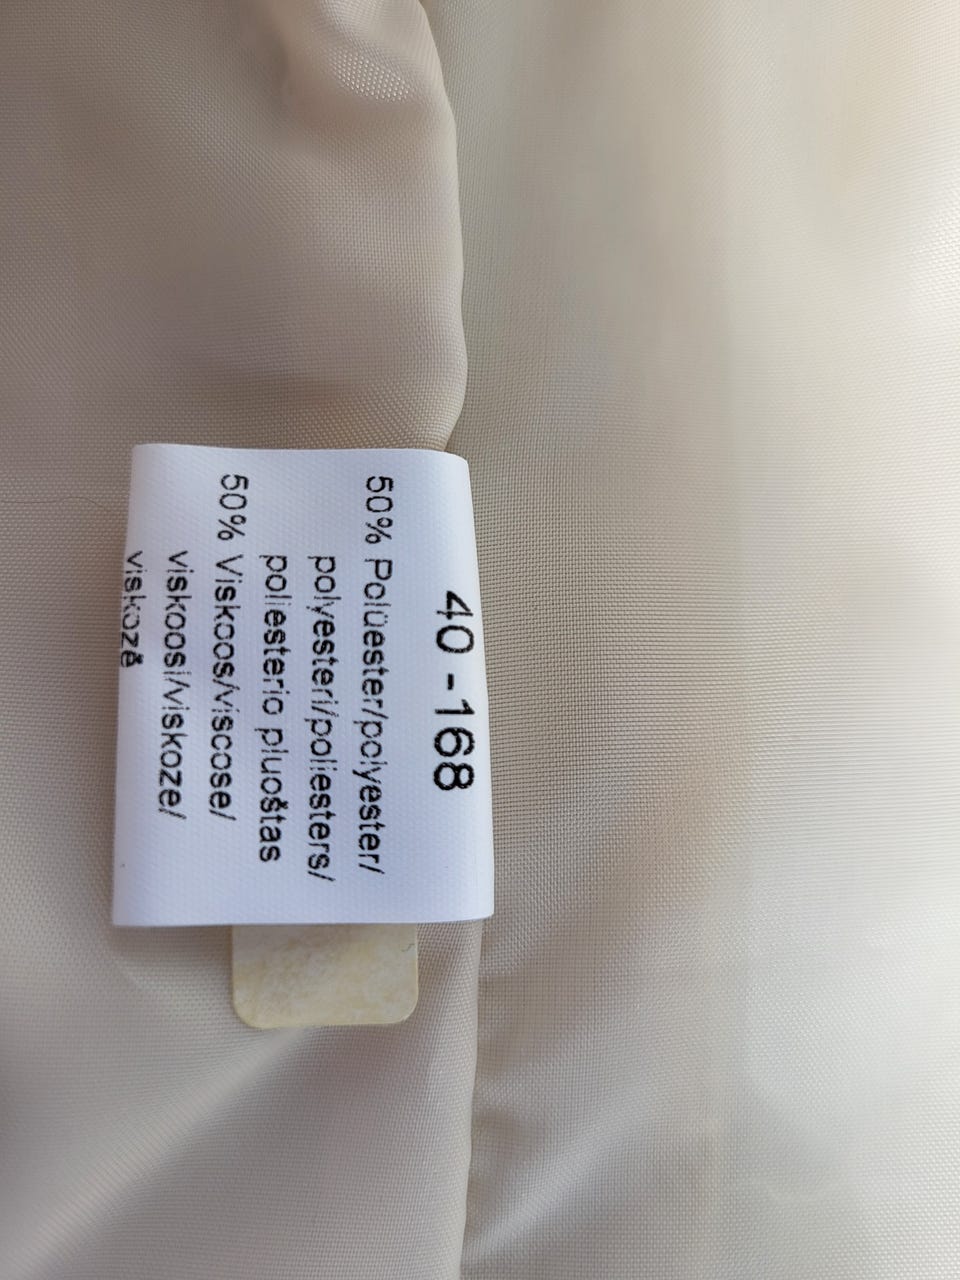 40 -168
50% Polüester/polyester/
polyesteri/poliesters/
poliesterio pluoštas
50% Viskoos/viscose/
viskoosi/viskoze/
viskozė